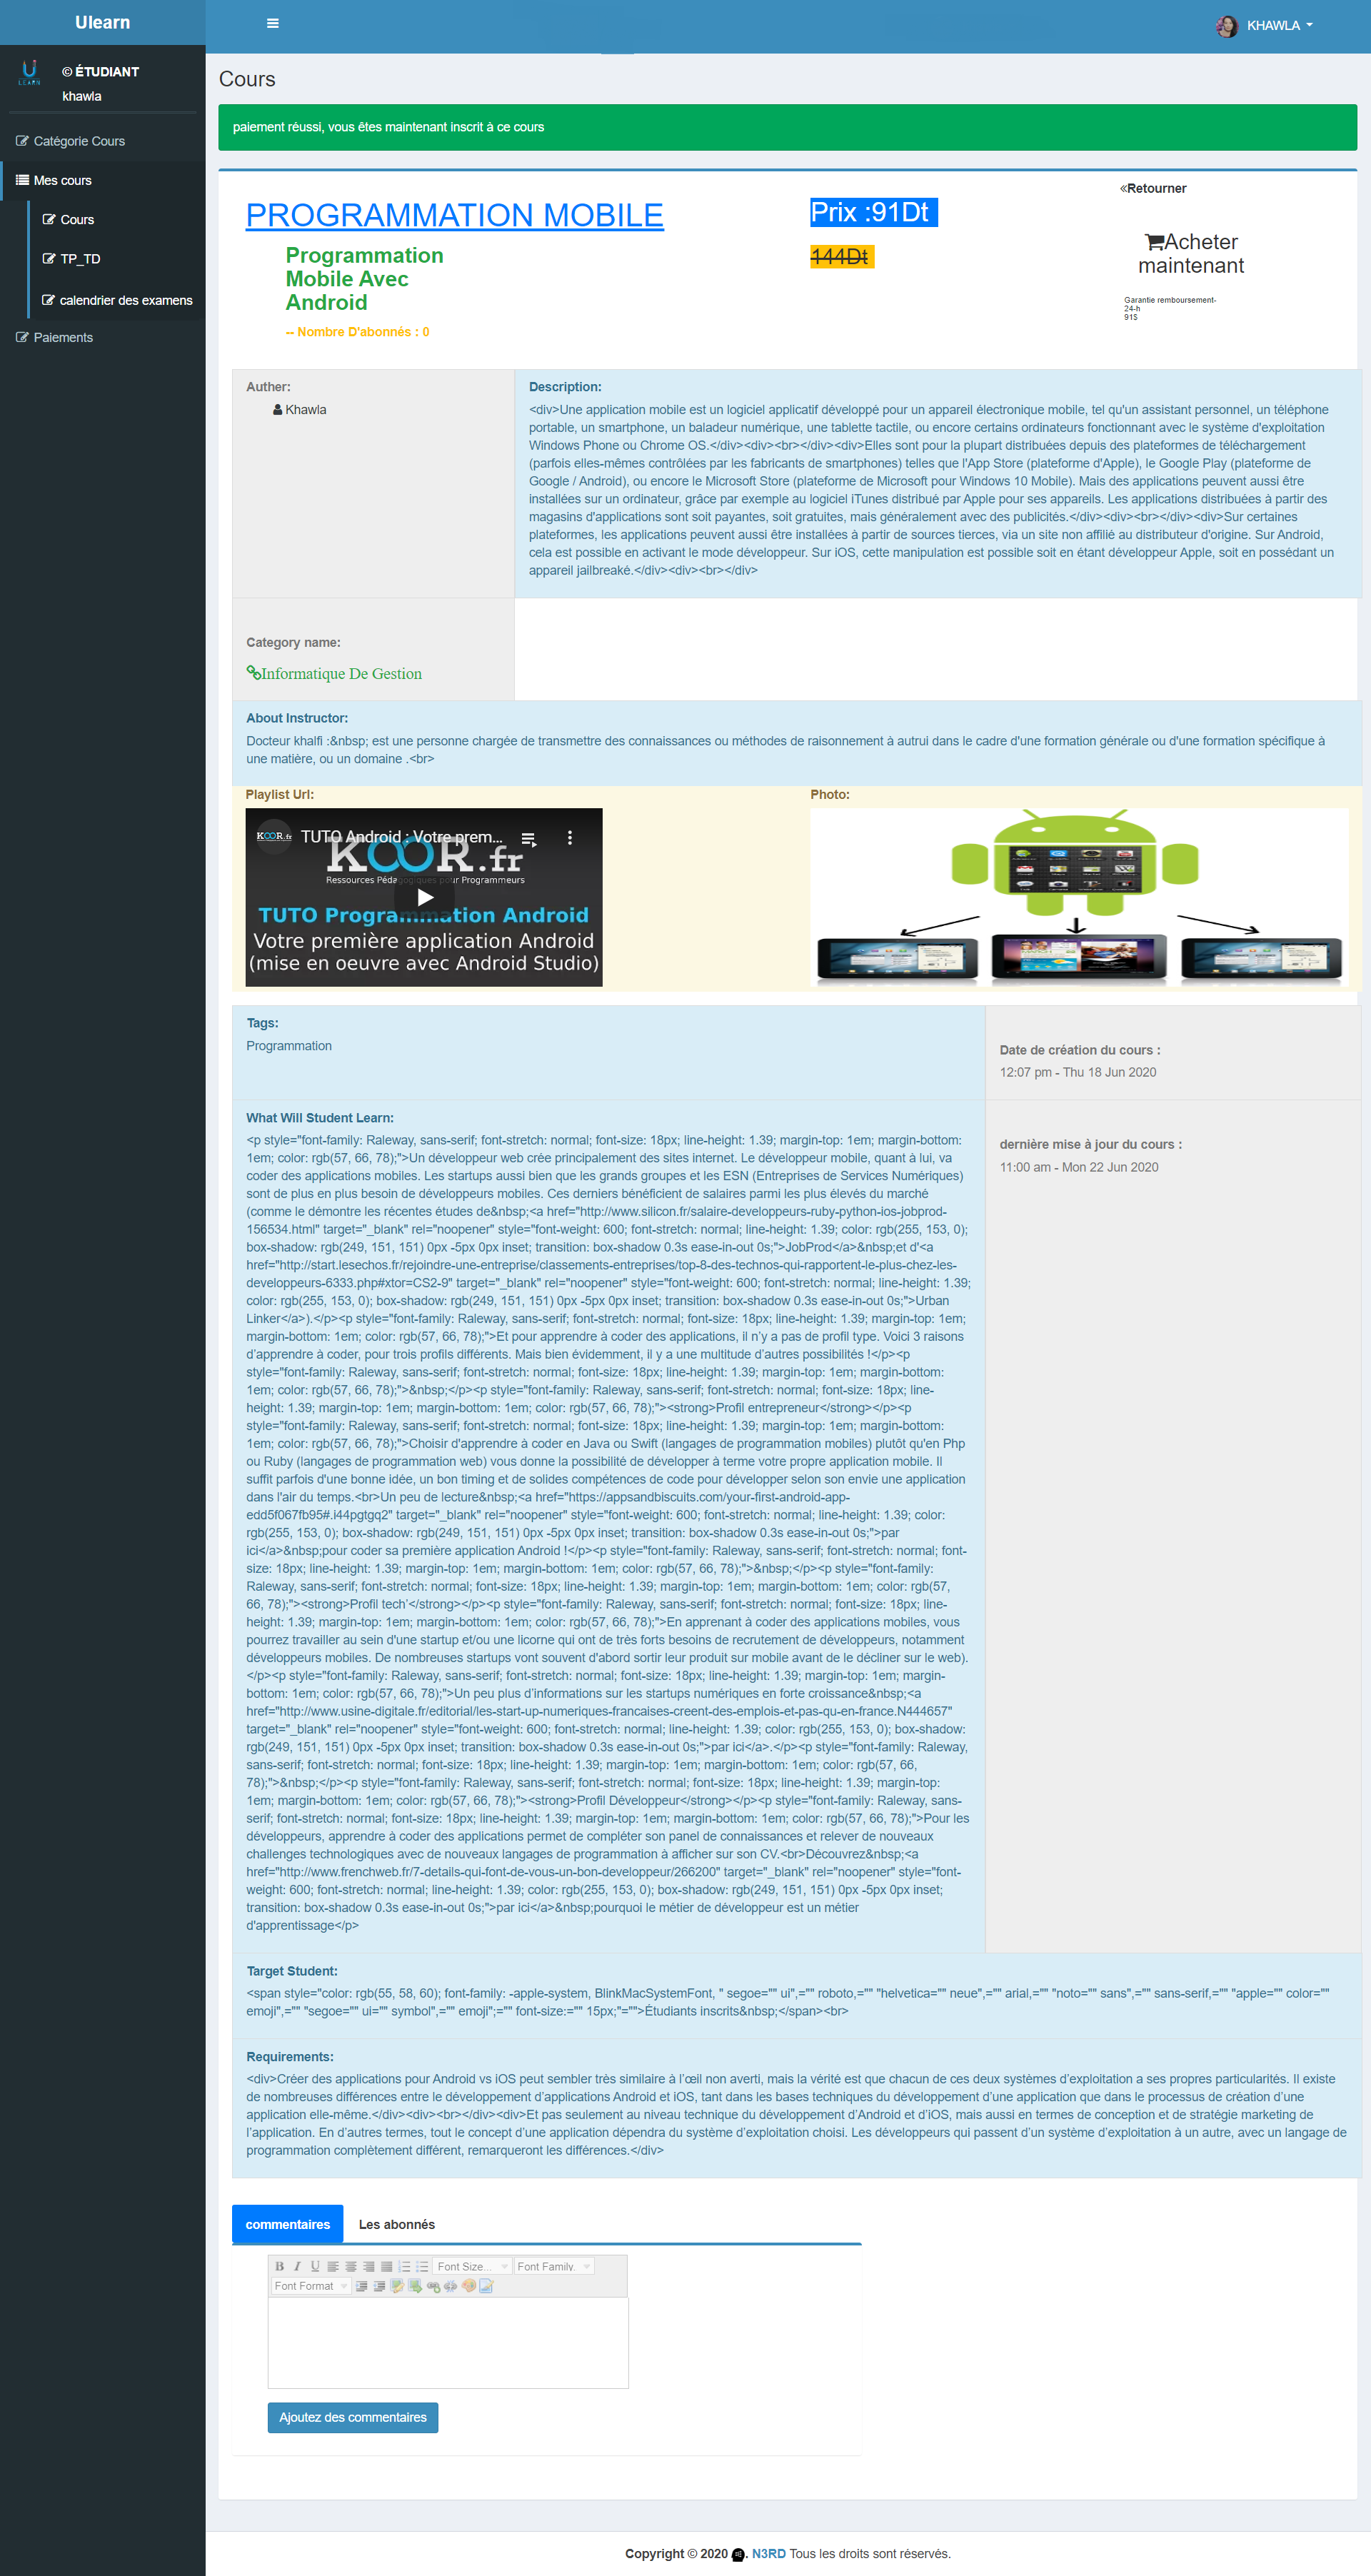 Ulearn
KHAWLA
© ÉTUDIANT
khawla
Catégorie Cours
Mes cours
Cours
TP_TD
calendrier des examens
Paiements
Cours
paiement réussi, vous êtes maintenant inscrit à ce cours
«Retourner
PROGRAMMATION MOBILE
Programmation
Mobile Avec
Android
-- Nombre D'abonnés : 0
Prix :91Dt
144Dt
Acheter
maintenant
Garantie remboursement-
24-h
91$
Auther:
Khawla
Description:
<div>Une application mobile est un logiciel applicatif développé pour un appareil électronique mobile, tel qu'un assistant personnel, un téléphone
portable, un smartphone, un baladeur numérique, une tablette tactile, ou encore certains ordinateurs fonctionnant avec le système d'exploitation
Windows Phone ou Chrome OS.</div><div><br></div><div>Elles sont pour la plupart distribuées depuis des plateformes de téléchargement
(parfois elles-mêmes contrôlées par les fabricants de smartphones) telles que l'App Store (plateforme d'Apple), le Google Play (plateforme de
Google / Android), ou encore le Microsoft Store (plateforme de Microsoft pour Windows 10 Mobile). Mais des applications peuvent aussi être
installées sur un ordinateur, grâce par exemple au logiciel iTunes distribué par Apple pour ses appareils. Les applications distribuées à partir des
magasins d'applications sont soit payantes, soit gratuites, mais généralement avec des publicités.</div><div><br></div><div>Sur certaines
plateformes, les applications peuvent aussi être installées à partir de sources tierces, via un site non affilié au distributeur d'origine. Sur Android,
cela est possible en activant le mode développeur. Sur iOS, cette manipulation est possible soit en étant développeur Apple, soit en possédant un
appareil jailbreaké.</div><div><br></div>
Category name:
Informatique De Gestion
About Instructor:
Docteur khalfi :&nbsp; est une personne chargée de transmettre des connaissances ou méthodes de raisonnement à autrui dans le cadre d'une formation générale ou d'une formation spécifique à
une matière, ou un domaine .<br>
Playlist Url:
TUTO Android : Votre prem...
KOOR.fr
Ressources Pédagogiques pour Programmeurs
TUTO Programmation Android
Votre première application Android
(mise en oeuvre avec Android Studio)
Photo:
Tags:
Programmation
Date de création du cours :
12:07 pm - Thu 18 Jun 2020
What Will Student Learn:
<p style="font-family: Raleway, sans-serif; font-stretch: normal; font-size: 18px; line-height: 1.39; margin-top: 1em; margin-bottom:
1em; color: rgb(57, 66, 78);">Un développeur web crée principalement des sites internet. Le développeur mobile, quant à lui, va
coder des applications mobiles. Les startups aussi bien que les grands groupes et les ESN (Entreprises de Services Numériques)
sont de plus en plus besoin de développeurs mobiles. Ces derniers bénéficient de salaires parmi les plus élevés du marché
(comme le démontre les récentes études de&nbsp;<a href="http://www.silicon.fr/salaire-developpeurs-ruby-python-ios-jobprod-
156534.html" target="_blank" rel="noopener" style="font-weight: 600; font-stretch: normal; line-height: 1.39; color: rgb(255, 153, 0);
box-shadow: rgb(249, 151, 151) 0px -5px 0px inset; transition: box-shadow 0.3s ease-in-out 0s;">JobProd</a>&nbsp;et d'<a
href="http://start.lesechos.fr/rejoindre-une-entreprise/classements-entreprises/top-8-des-technos-qui-rapportent-le-plus-chez-les-
developpeurs-6333.php#xtor=CS2-9" target="_blank" rel="noopener" style="font-weight: 600; font-stretch: normal; line-height: 1.39;
color: rgb(255, 153, 0); box-shadow: rgb(249, 151, 151) 0px -5px 0px inset; transition: box-shadow 0.3s ease-in-out 0s;">Urban
Linker</a>).</p><p style="font-family: Raleway, sans-serif; font-stretch: normal; font-size: 18px; line-height: 1.39; margin-top: 1em;
margin-bottom: 1em; color: rgb(57, 66, 78);">Et pour apprendre à coder des applications, il n’y a pas de profil type. Voici 3 raisons
d’apprendre à coder, pour trois profils différents. Mais bien évidemment, il y a une multitude d’autres possibilités !</p><p
style="font-family: Raleway, sans-serif; font-stretch: normal; font-size: 18px; line-height: 1.39; margin-top: 1em; margin-bottom:
1em; color: rgb(57, 66, 78);">&nbsp;</p><p style="font-family: Raleway, sans-serif; font-stretch: normal; font-size: 18px; line-
height: 1.39; margin-top: 1em; margin-bottom: 1em; color: rgb(57, 66, 78);"><strong>Profil entrepreneur</strong></p><p
style="font-family: Raleway, sans-serif; font-stretch: normal; font-size: 18px; line-height: 1.39; margin-top: 1em; margin-bottom:
1em; color: rgb(57, 66, 78);">Choisir d'apprendre à coder en Java ou Swift (langages de programmation mobiles) plutôt qu'en Php
ou Ruby (langages de programmation web) vous donne la possibilité de développer à terme votre propre application mobile. Il
suffit parfois d'une bonne idée, un bon timing et de solides compétences de code pour développer selon son envie une application
dans l'air du temps.<br>Un peu de lecture&nbsp;<a href="https://appsandbiscuits.com/your-first-android-app-
edd5f067fb95#.i44pgtgq2" target="_blank" rel="noopener" style="font-weight: 600; font-stretch: normal; line-height: 1.39; color:
rgb(255, 153, 0); box-shadow: rgb(249, 151, 151) 0px -5px 0px inset; transition: box-shadow 0.3s ease-in-out 0s;">par
ici</a>&nbsp;pour coder sa première application Android !</p><p style="font-family: Raleway, sans-serif; font-stretch: normal; font-
size: 18px; line-height: 1.39; margin-top: 1em; margin-bottom: 1em; color: rgb(57, 66, 78);">&nbsp;</p><p style="font-family:
Raleway, sans-serif; font-stretch: normal; font-size: 18px; line-height: 1.39; margin-top: 1em; margin-bottom: 1em; color: rgb(57,
66, 78);"><strong>Profil tech’</strong></p><p style="font-family: Raleway, sans-serif; font-stretch: normal; font-size: 18px; line-
height: 1.39; margin-top: 1em; margin-bottom: 1em; color: rgb(57, 66, 78);">En apprenant à coder des applications mobiles, vous
pourrez travailler au sein d'une startup et/ou une licorne qui ont de très forts besoins de recrutement de développeurs, notamment
développeurs mobiles. De nombreuses startups vont souvent d'abord sortir leur produit sur mobile avant de le décliner sur le web).
</p><p style="font-family: Raleway, sans-serif; font-stretch: normal; font-size: 18px; line-height: 1.39; margin-top: 1em; margin-
bottom: 1em; color: rgb(57, 66, 78);">Un peu plus d’informations sur les startups numériques en forte croissance&nbsp;<a
href="http://www.usine-digitale.fr/editorial/les-start-up-numeriques-francaises-creent-des-emplois-et-pas-qu-en-france.N444657"
target="_blank" rel="noopener" style="font-weight: 600; font-stretch: normal; line-height: 1.39; color: rgb(255, 153, 0); box-shadow:
rgb(249, 151, 151) 0px -5px 0px inset; transition: box-shadow 0.3s ease-in-out 0s;">par ici</a>.</p><p style="font-family: Raleway,
sans-serif; font-stretch: normal; font-size: 18px; line-height: 1.39; margin-top: 1em; margin-bottom: 1em; color: rgb(57, 66,
78);">&nbsp;</p><p style="font-family: Raleway, sans-serif; font-stretch: normal; font-size: 18px; line-height: 1.39; margin-top:
1em; margin-bottom: 1em; color: rgb(57, 66, 78);"><strong>Profil Développeur</strong></p><p style="font-family: Raleway, sans-
serif; font-stretch: normal; font-size: 18px; line-height: 1.39; margin-top: 1em; margin-bottom: 1em; color: rgb(57, 66, 78);">Pour les
développeurs, apprendre à coder des applications permet de compléter son panel de connaissances et relever de nouveaux
challenges technologiques avec de nouveaux langages de programmation à afficher sur son CV.<br>Découvrez&nbsp;<a
href="http://www.frenchweb.fr/7-details-qui-font-de-vous-un-bon-developpeur/266200" target="_blank" rel="noopener" style="font-
weight: 600; font-stretch: normal; line-height: 1.39; color: rgb(255, 153, 0); box-shadow: rgb(249, 151, 151) 0px -5px 0px inset;
transition: box-shadow 0.3s ease-in-out 0s;">par ici</a>&nbsp;pourquoi le métier de développeur est un métier
d'apprentissage</p>
dernière mise à jour du cours :
11:00 am - Mon 22 Jun 2020
Target Student:
<span style="color: rgb(55, 58, 60); font-family: -apple-system, BlinkMacSystemFont, " segoe="" ui",="" roboto,="" "helvetica="" neue",="" arial,="" "noto="" sans",="" sans-serif,="" "apple="" color=""
emoji",="" "segoe="" ui="" symbol",="" emoji";="" font-size:="" 15px;"="">Étudiants inscrits&nbsp;</span><br>
Requirements:
<div>Créer des applications pour Android vs iOS peut sembler très similaire à l’œil non averti, mais la vérité est que chacun de ces deux systèmes d’exploitation a ses propres particularités. Il existe
de nombreuses différences entre le développement d’applications Android et iOS, tant dans les bases techniques du développement d’une application que dans le processus de création d’une
application elle-même.</div><div><br></div><div>Et pas seulement au niveau technique du développement d’Android et d’iOS, mais aussi en termes de conception et de stratégie marketing de
l’application. En d’autres termes, tout le concept d’une application dépendra du système d’exploitation choisi. Les développeurs qui passent d’un système d’exploitation à un autre, avec un langage de
programmation complètement différent, remarqueront les différences.</div>
commentaires
Les abonnés
B I U Font Size... Font Family.
Font Format
Ajoutez des commentaires
Copyright © 2020 . N3RD Tous les droits sont réservés.